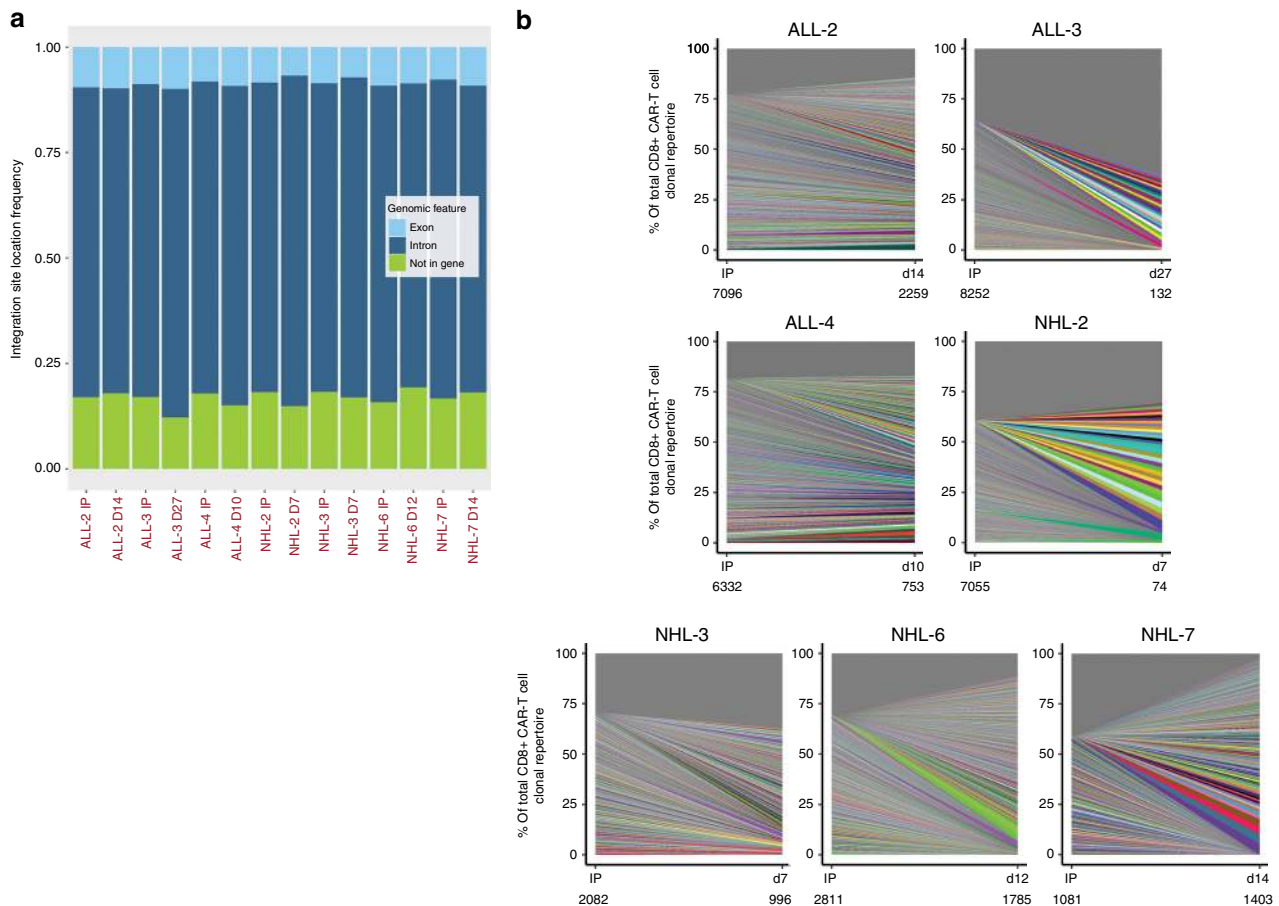 a
1.00
0.75
0.50
0.25
0.00
Integration site location frequency
Genomic feature
Exon
Intron
Not in gene
ALL-2 IP
ALL-2 D14
ALL-3 IP
ALL-3 D27
ALL-4 IP
ALL-4 D10
NHL-2 IP
NHL-2 D7
NHL-3 IP
NHL-3 D7
NHL-6 IP
NHL-6 D12
NHL-7 IP
NHL-7 D14
b
ALL-2
% Of total CD8+ CAR-T cell
clonal repertoire
100
75
50
25
0
IP
d14
7096
2259
ALL-3
100
75
50
25
0
IP
d27
8252
132
ALL-4
% Of total CD8+ CAR-T cell
clonal repertoire
100
75
50
25
0
IP
d10
6332
753
NHL-2
100
75
50
25
0
IP
d7
7055
74
NHL-3
% Of total CD8+ CAR-T cell
clonal repertoire
100
75
50
25
0
IP
d7
2082
996
NHL-6
100
75
50
25
0
IP
d12
2811
1785
NHL-7
100
75
50
25
0
IP
d14
1081
1403